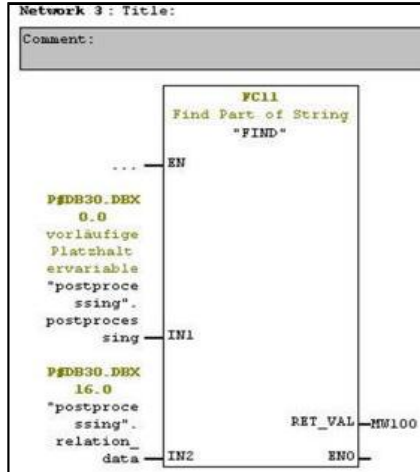 Network 3 : Title:
Comment:
FC11
Find Part of String
"FIND"
... EN
P#DB30.DBX
0.0
vorläufige
Platzhalt
ervariable
"postproce
ssing".
postproces
sing IN1
P#DB30.DBX
16.0
"postproce
ssing".
relation_
data IN2
RET_VAL MW100
ENO